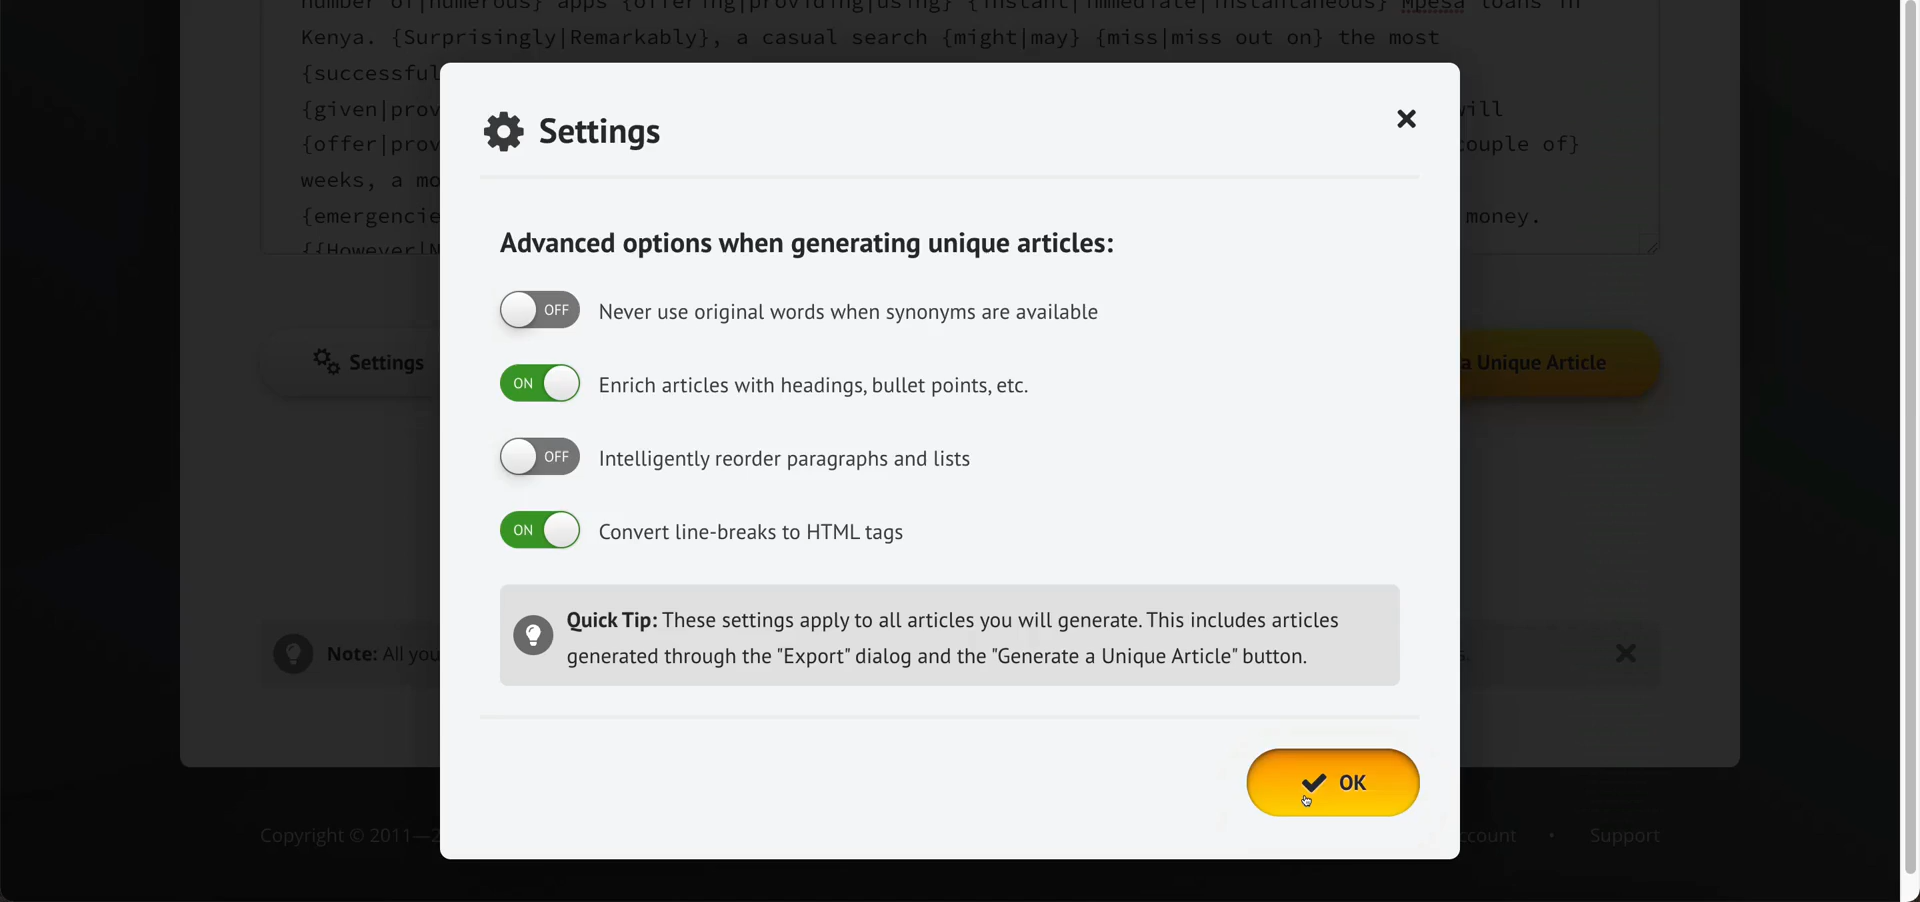 Kenya. {Surprisingly|Remarkably}, a casual search {might|may} {miss|miss out on} the most
{successful
{given|prov will
{offer|prov couple of}
weeks, a mo
{emergencie money.
{{However|N
Settings
Advanced options when generating unique articles:
OFF Never use original words when synonyms are available
ON Enrich articles with headings, bullet points, etc.
OFF Intelligently reorder paragraphs and lists
ON Convert line-breaks to HTML tags
Quick Tip: These settings apply to all articles you will generate. This includes articles
generated through the "Export" dialog and the "Generate a Unique Article" button.
OK
Settings
a Unique Article
Note: All you
Copyright © 2011—2
ccount • Support